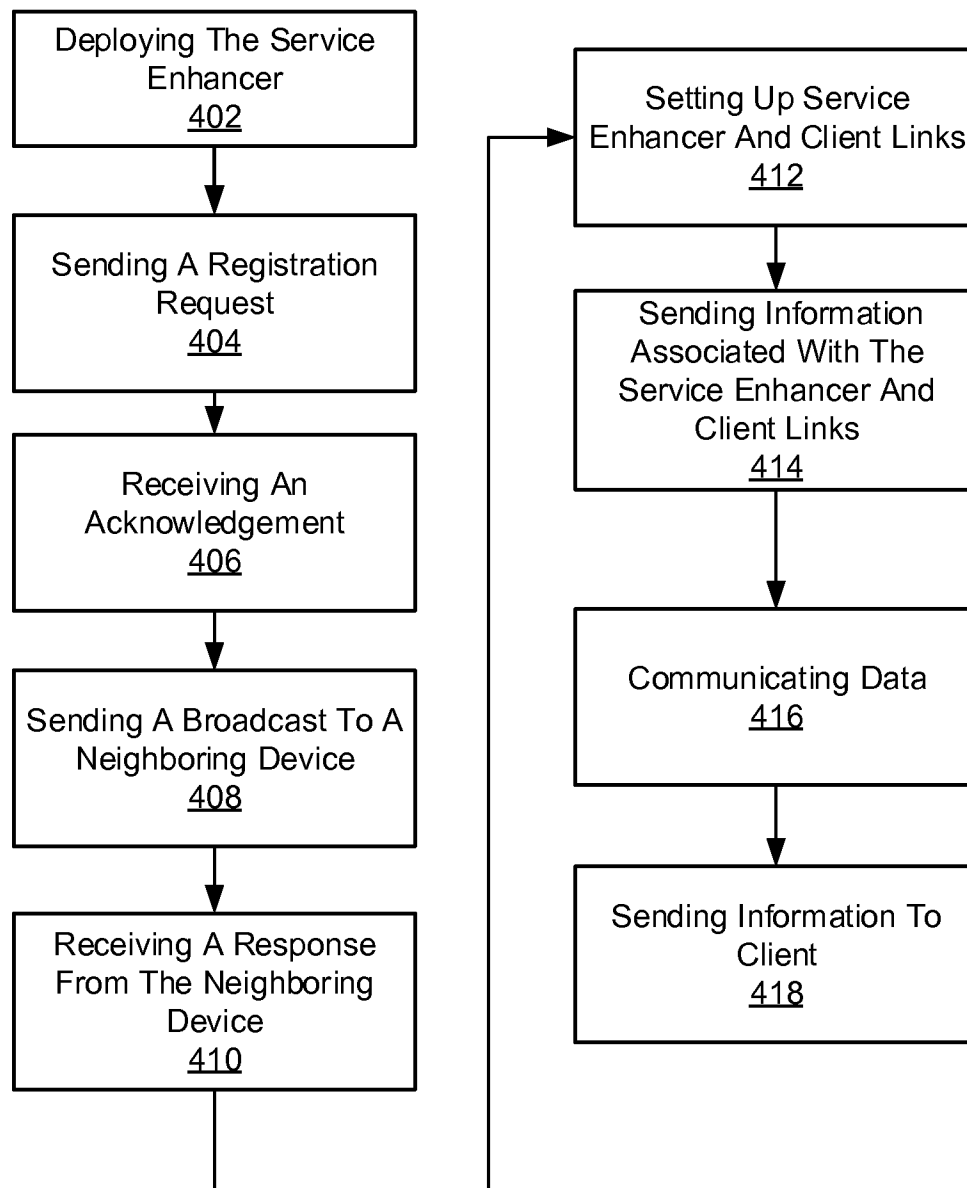 Deploying The Service
Enhancer
402
Sending A Registration
Request
404
Receiving An
Acknowledgement
406
Sending A Broadcast To A
Neighboring Device
408
Receiving A Response
From The Neighboring
Device
410
Setting Up Service
Enhancer And Client Links
412
Sending Information
Associated With The
Service Enhancer And
Client Links
414
Communicating Data
416
Sending Information To
Client
418